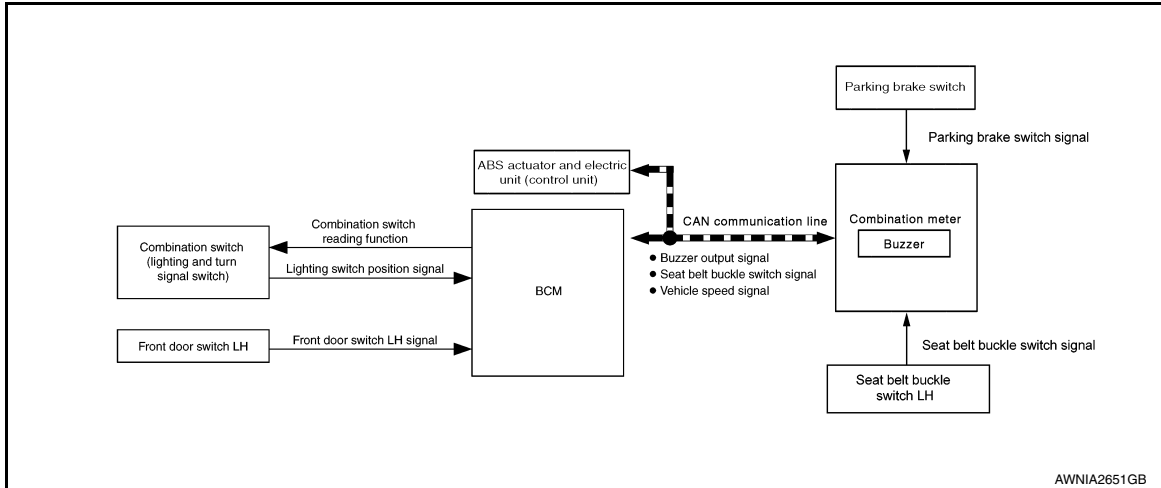 Parking brake switch
Parking brake switch signal
ABS actuator and electric
unit (control unit)
CAN communication line
Combination meter
Buzzer
Combination switch
reading function
Combination switch
(lighting and turn
signal switch)
Lighting switch position signal
BCM
● Buzzer output signal
● Seat belt buckle switch signal
● Vehicle speed signal
Front door switch LH
Front door switch LH signal
Seat belt buckle switch signal
Seat belt buckle
switch LH
AWNIA2651GB